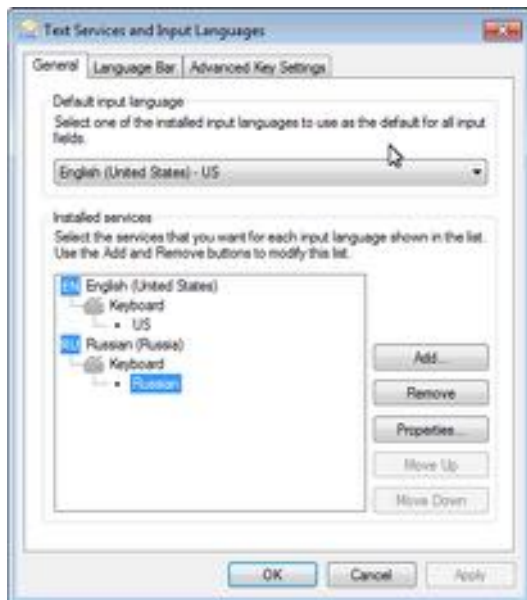 Text Services and Input Languages
General Language Bar Advanced Key Settings
Default input language
Select one of the installed input languages to use as the default for all input
fields.
English (United States) - US
Installed services
Select the services that you want for each input language shown in the list.
Use the Add and Remove buttons to modify this list.
EN English (United States)
Keyboard
US
RU Russian (Russia)
Keyboard
Russian
Add...
Remove
Properties...
Move Up
Move Down
OK Cancel Apply